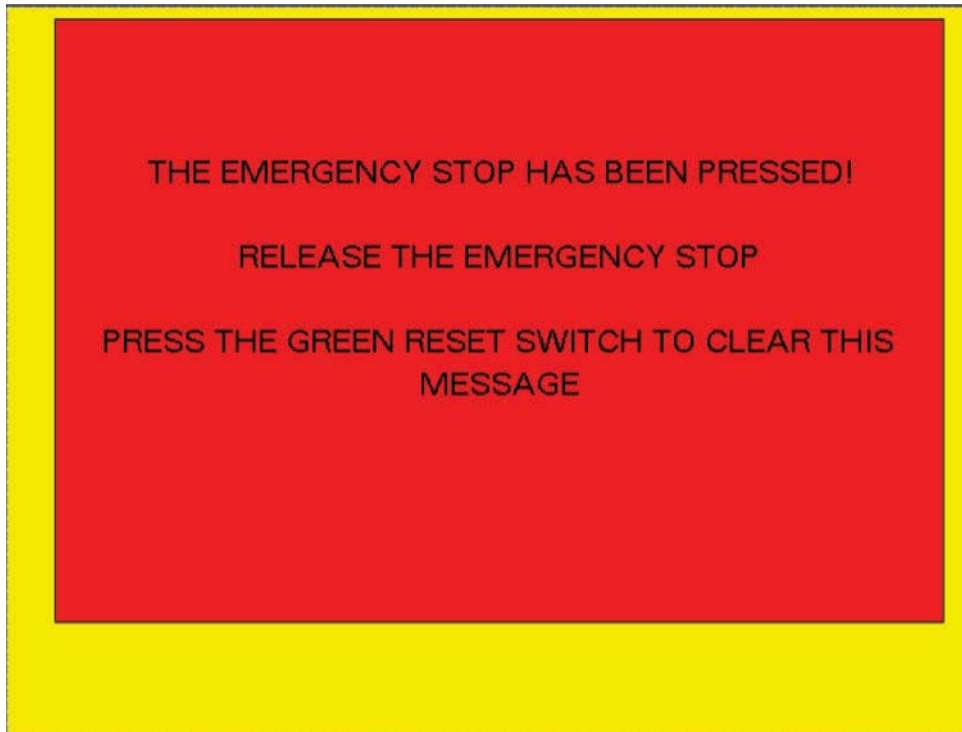 THE EMERGENCY STOP HAS BEEN PRESSED!
RELEASE THE EMERGENCY STOP
PRESS THE GREEN RESET SWITCH TO CLEAR THIS
MESSAGE